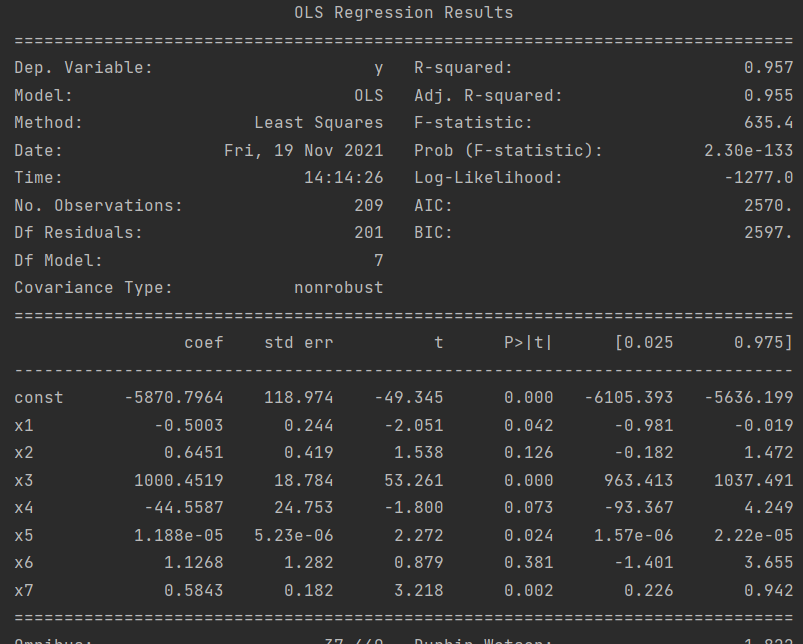 OLS Regression Results
==============================================================================
Dep. Variable: y R-squared: 0.957
Model: OLS Adj. R-squared: 0.955
Method: Least Squares F-statistic: 635.4
Date: Fri, 19 Nov 2021 Prob (F-statistic): 2.30e-133
Time: 14:14:26 Log-Likelihood: -1277.0
No. Observations: 209 AIC: 2570.
Df Residuals: 201 BIC: 2597.
Df Model: 7
Covariance Type: nonrobust
==============================================================================
coef std err t P>|t| [0.025 0.975]
------------------------------------------------------------------------------
const -5870.7964 118.974 -49.345 0.000 -6105.393 -5636.199
x1 -0.5003 0.244 -2.051 0.042 -0.981 -0.019
x2 0.6451 0.419 1.538 0.126 -0.182 1.472
x3 1000.4519 18.784 53.261 0.000 963.413 1037.491
x4 -44.5587 24.753 -1.800 0.073 -93.367 4.249
x5 1.188e-05 5.23e-06 2.272 0.024 1.57e-06 2.22e-05
x6 1.1268 1.282 0.879 0.381 -1.401 3.655
x7 0.5843 0.182 3.218 0.002 0.226 0.942
==============================================================================
Omnibus: Durbin-Watson: